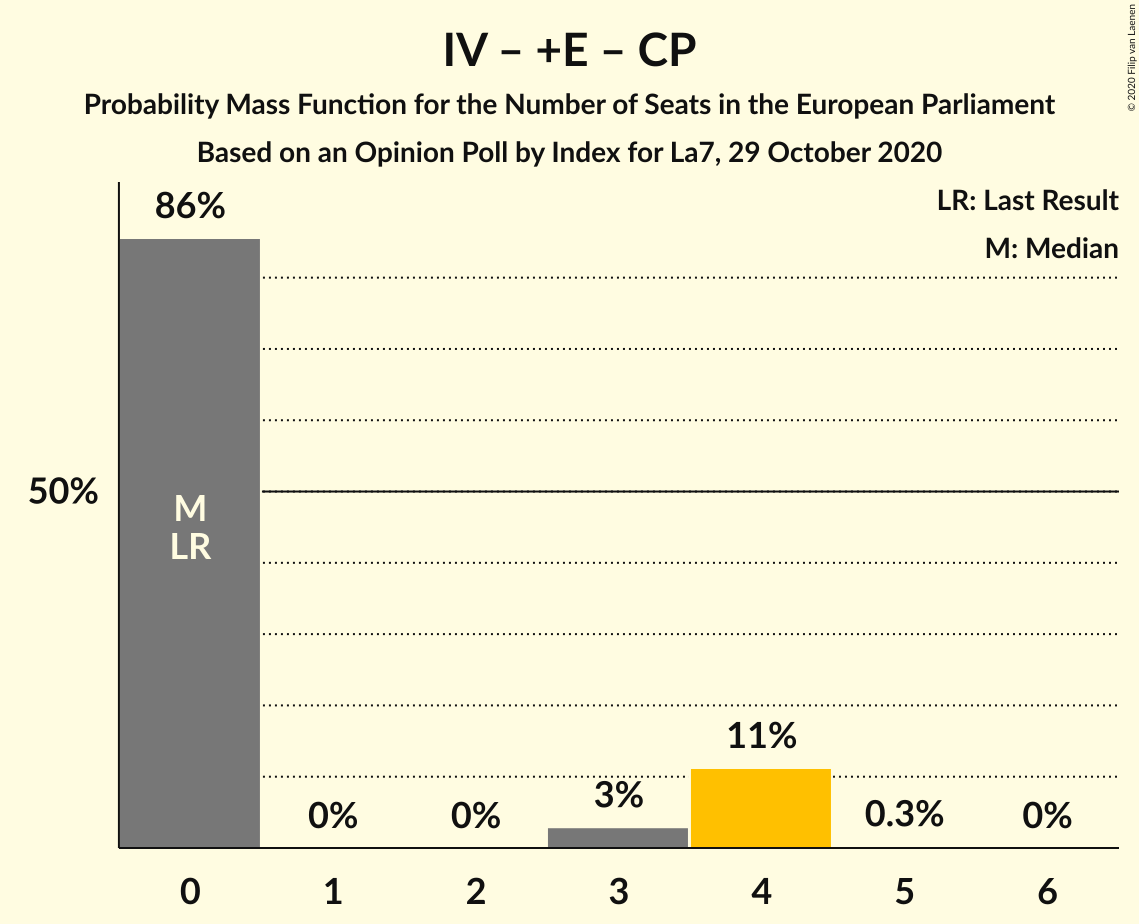 IV – +E – CP
Probability Mass Function for the Number of Seats in the European Parliament
Based on an Opinion Poll by Index for La7, 29 October 2020
© 2020 Filip van Laenen
LR: Last Result
M: Median
86%
50%
M
LR
0%
0%
3%
11%
0.3%
0%
0
1
2
3
4
5
6